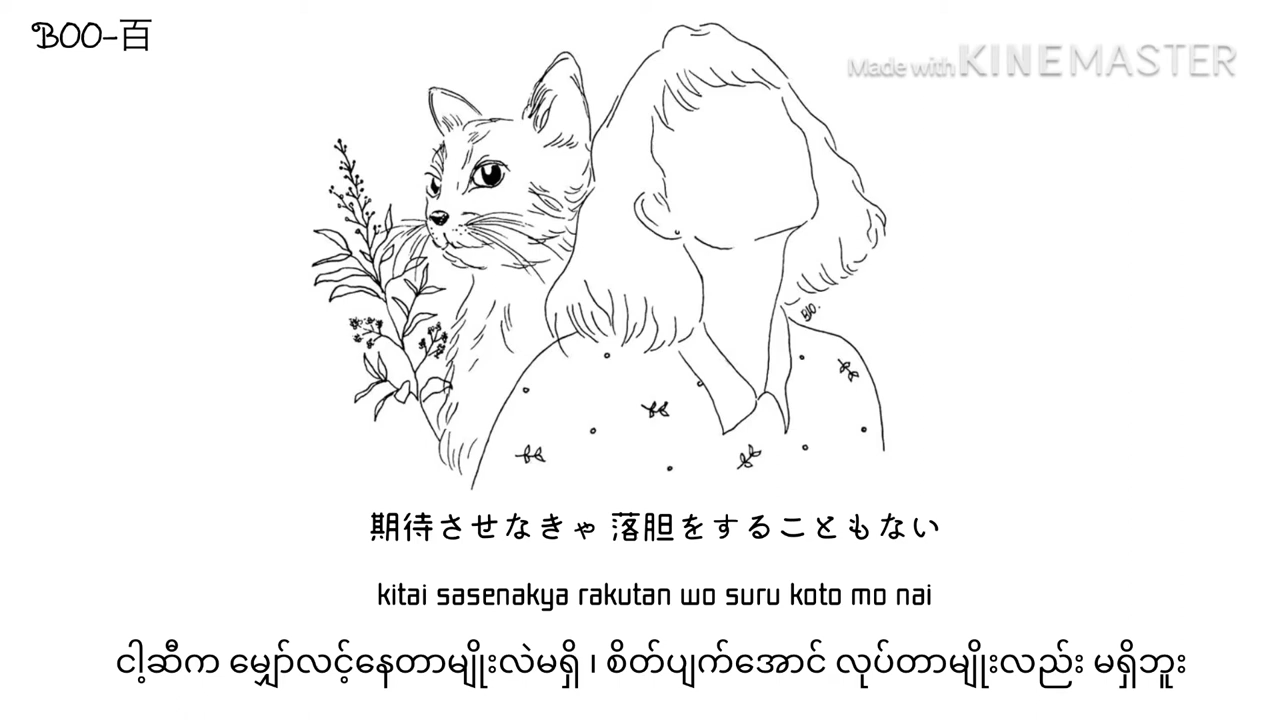 BOO-百
Made with KINEMASTER
BOO.
期待させなきゃ 落胆をすることもない
kitai sasenakya rakutan wo suru koto mo nai
ငါ့ဆီက မျှော်လင့်နေတာမျိုးလဲမရှိ ၊ စိတ်ပျက်အောင် လုပ်တာမျိုးလည်း မရှိဘူး